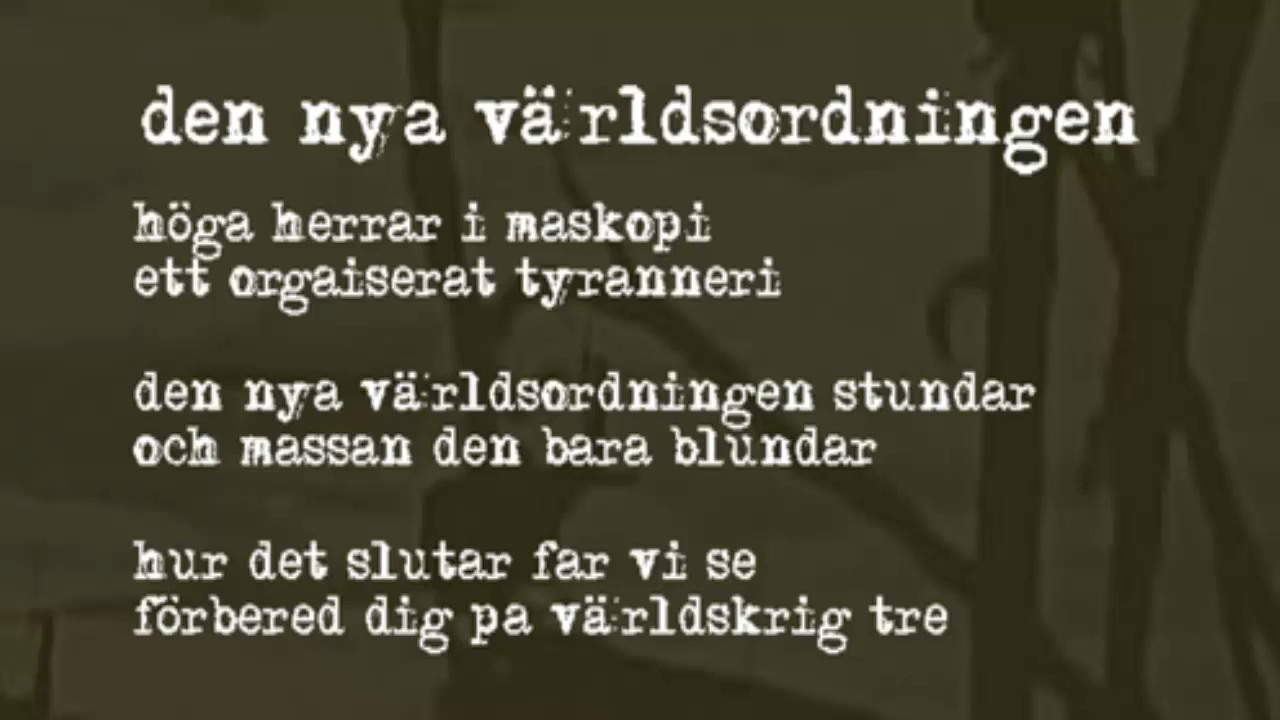 den nya världsordningen
höga herrar i maskopi
ett orgaiserat tyranneri
den nya världsordningen stundar
och massan den bara blundar
hur det slutar far vi se
förbered dig pa världskrig tre